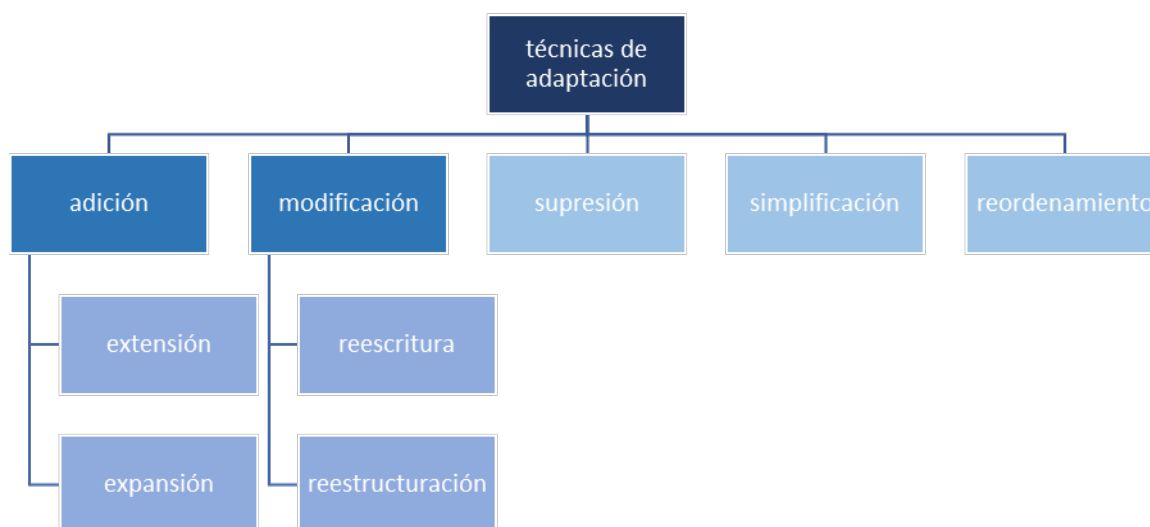 técnicas de
adaptación
adición
modificación
supresión
simplificación
reordenamiento
extensión
reescritura
expansión
reestructuración